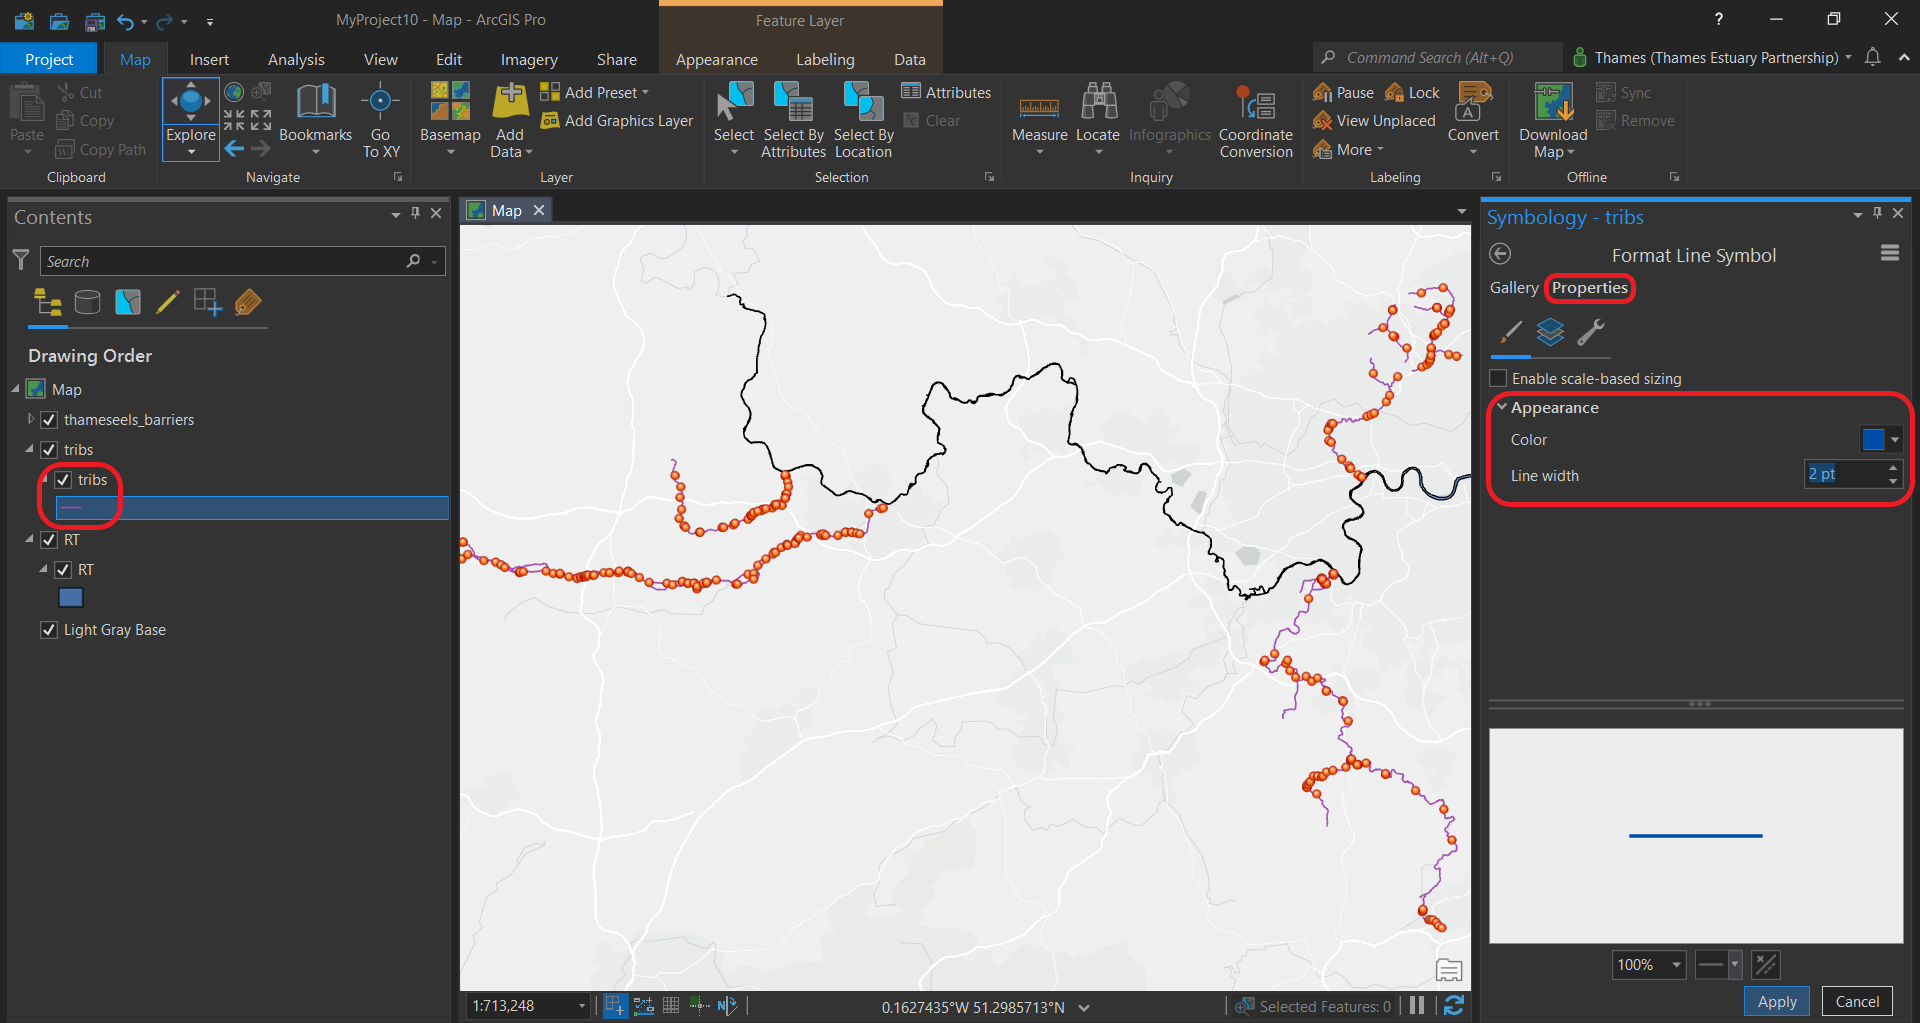 MyProject10 - Map - ArcGIS Pro
Feature Layer
?
Project
Map
Insert
Analysis
View
Edit
Imagery
Share
Appearance
Labeling
Data
Command Search (Alt+Q)
Thames (Thames Estuary Partnership)
Paste
Cut
Copy
Copy Path
Clipboard
Explore
Bookmarks
Go
To XY
Navigate
Basemap
Add
Data
Add Preset
Add Graphics Layer
Layer
Select
Select By
Attributes
Select By
Location
Attributes
Clear
Selection
Measure
Locate
Infographics
Coordinate
Conversion
Inquiry
Pause
Lock
View Unplaced
More
Convert
A
Labeling
Download
Map
Sync
Remove
Offline
Contents
Search
Drawing Order
Map
thameseels_barriers
tribs
tribs
RT
RT
Light Gray Base
Map
1:713,248
0.1627435°W 51.2985713°N
Selected Features: 0
Symbology - tribs
Format Line Symbol
Gallery
Properties
Enable scale-based sizing
Appearance
Color
Line width
2 pt
100%
Apply
Cancel